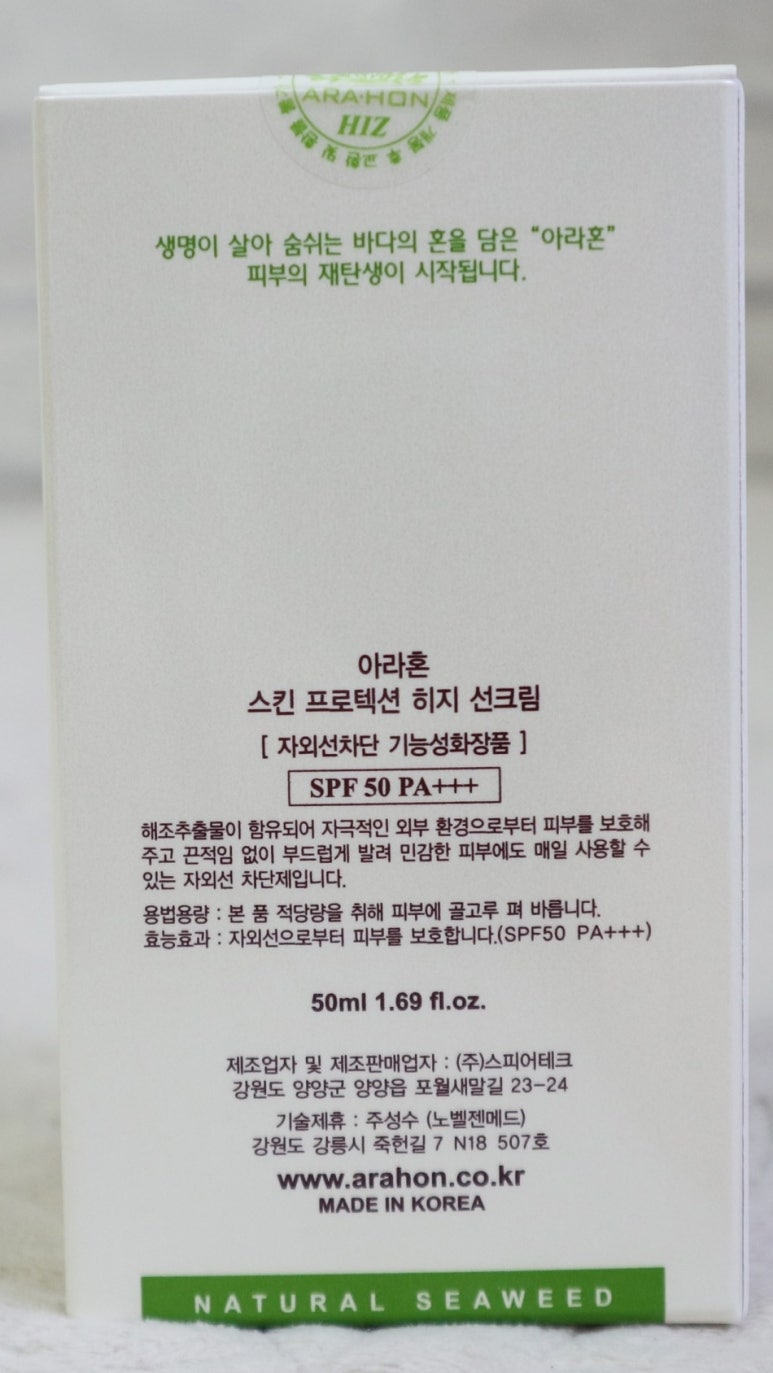 ARA·HON
HIZ
생명이 살아 숨쉬는 바다의 혼을 담은 “아라혼”
피부의 재탄생이 시작됩니다.
아라혼
스킨 프로텍션 히지 선크림
[ 자외선차단 기능성화장품 ]
SPF 50 PA+++
해조추출물이 함유되어 자극적인 외부 환경으로부터 피부를 보호해
주고 끈적임 없이 부드럽게 발려 민감한 피부에도 매일 사용할 수
있는 자외선 차단제입니다.
용법용량 : 본 품 적당량을 취해 피부에 골고루 펴 바릅니다.
효능효과 : 자외선으로부터 피부를 보호합니다.(SPF50 PA+++)
50ml 1.69 fl.oz.
제조업자 및 제조판매업자 : (주)스피어테크
강원도 양양군 양양읍 포월새말길 23-24
기술제휴 : 주성수 (노벨젠메드)
강원도 강릉시 죽헌길 7 N18 507호
www.arahon.co.kr
MADE IN KOREA
NATURAL SEAWEED